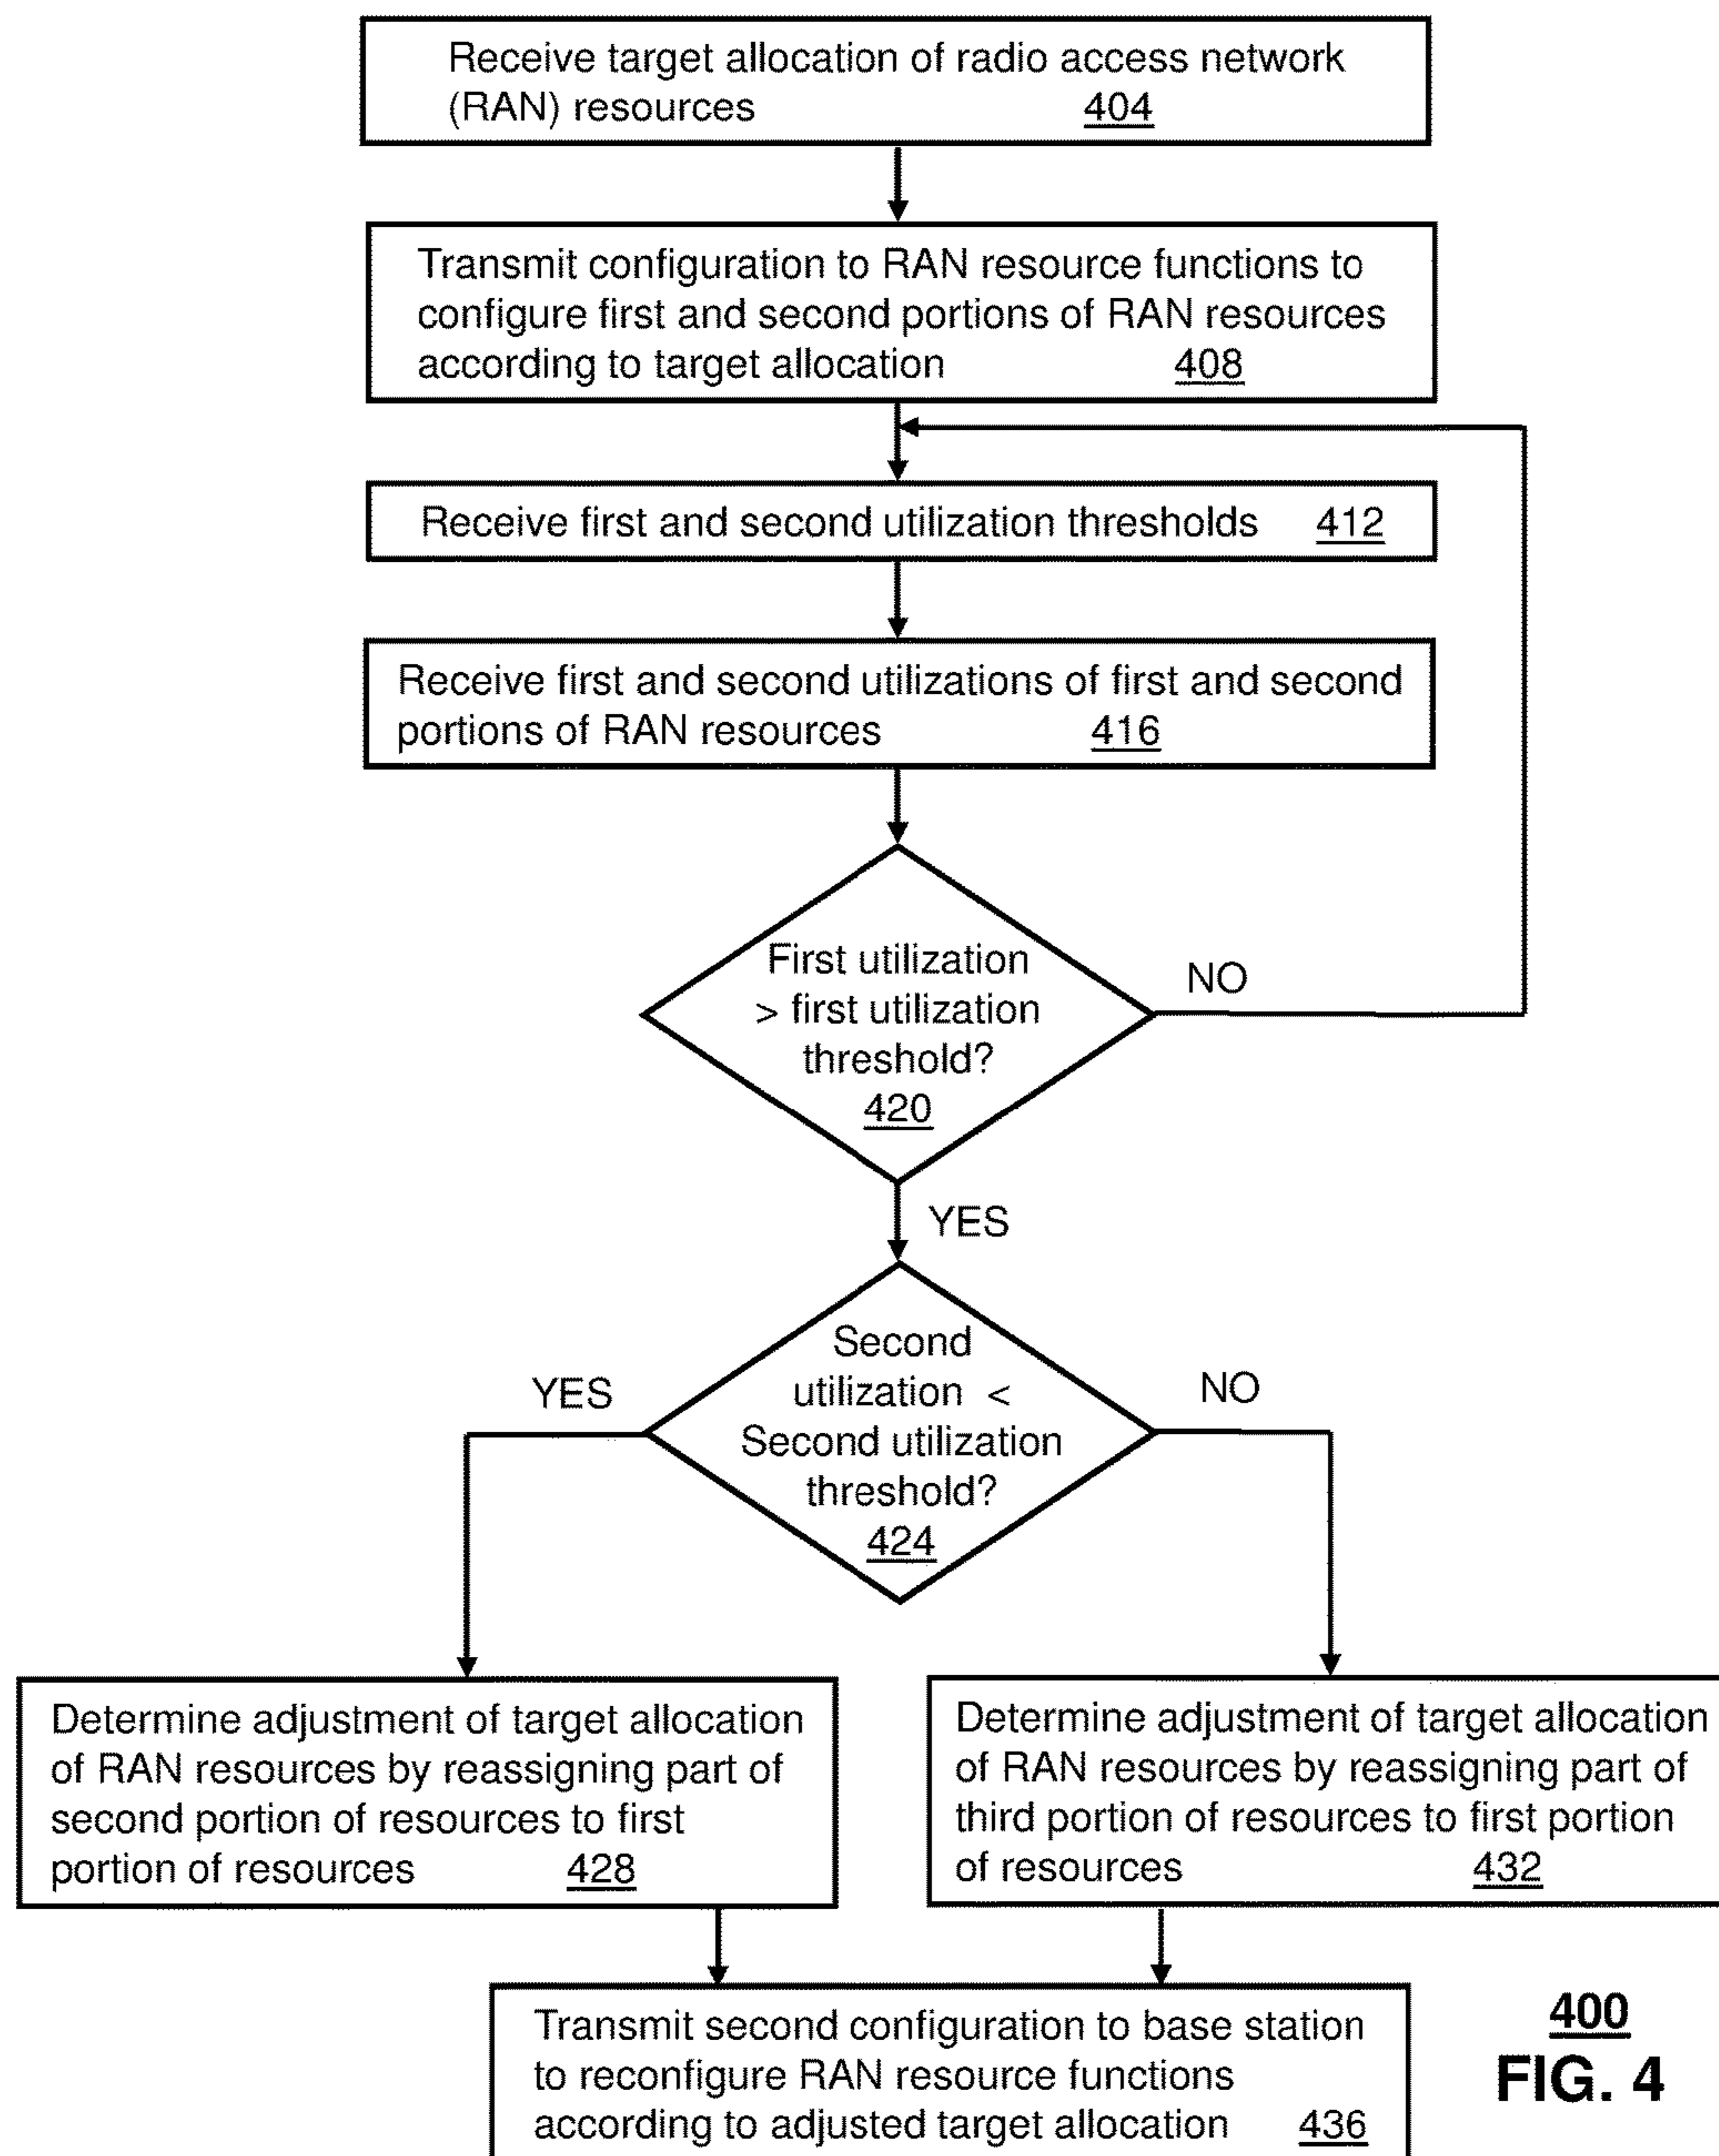 Receive target allocation of radio access network
(RAN) resources 404
Transmit configuration to RAN resource functions to
configure first and second portions of RAN resources
according to target allocation 408
Receive first and second utilization thresholds 412
Receive first and second utilizations of first and second
portions of RAN resources 416
First utilization
> first utilization
threshold?
420
NO
YES
Second
utilization <
Second utilization
threshold?
424
YES
NO
Determine adjustment of target allocation
of RAN resources by reassigning part of
second portion of resources to first
portion of resources 428
Determine adjustment of target allocation
of RAN resources by reassigning part of
third portion of resources to first portion
of resources 432
Transmit second configuration to base station
to reconfigure RAN resource functions
according to adjusted target allocation 436
400
FIG. 4